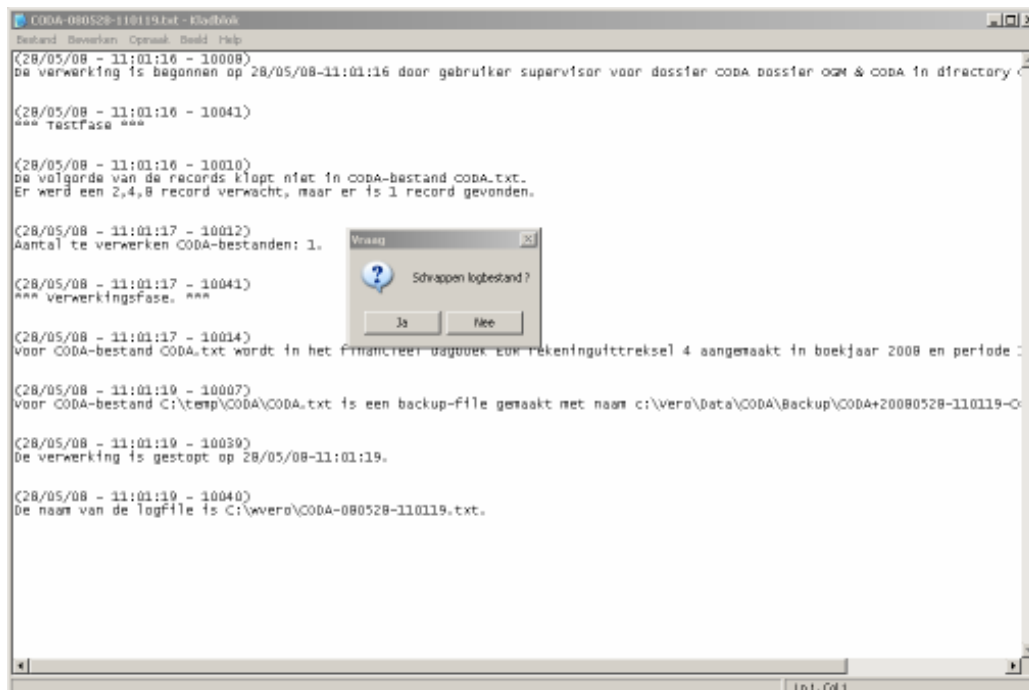 CODA-080528-110119.txt - Kladblok
Bestand Bewerken Opmaak Beeld Help
(28/05/08 - 11:01:16 - 10008)
De verwerking is begonnen op 28/05/08-11:01:16 door gebruiker supervisor voor dossier CODA Dossier OGM & CODA in directory
(28/05/08 - 11:01:16 - 10041)
*** Testfase ***
(28/05/08 - 11:01:16 - 10010)
De volgorde van de records klopt niet in CODA-bestand CODA.txt.
Er werd een 2,4,8 record verwacht, maar er is 1 record gevonden.
(28/05/08 - 11:01:17 - 10012)
Aantal te verwerken CODA-bestanden: 1.
Vraag
Schrappen logbestand ?
Ja Nee
(28/05/08 - 11:01:17 - 10041)
*** Verwerkingsfase. ***
(28/05/08 - 11:01:17 - 10014)
Voor CODA-bestand CODA.txt wordt in het financieel dagboek EUR rekeninguittreksel 4 aangemaakt in boekjaar 2008 en periode
(28/05/08 - 11:01:19 - 10007)
Voor CODA-bestand C:\temp\CODA\CODA.txt is een backup-file gemaakt met naam c:\Vero\Data\CODA\Backup\CODA+20080528-110119-C
(28/05/08 - 11:01:19 - 10039)
De verwerking is gestopt op 28/05/08-11:01:19.
(28/05/08 - 11:01:19 - 10040)
De naam van de logfile is C:\wvero\CODA-080528-110119.txt.
Ln 1, Col 1